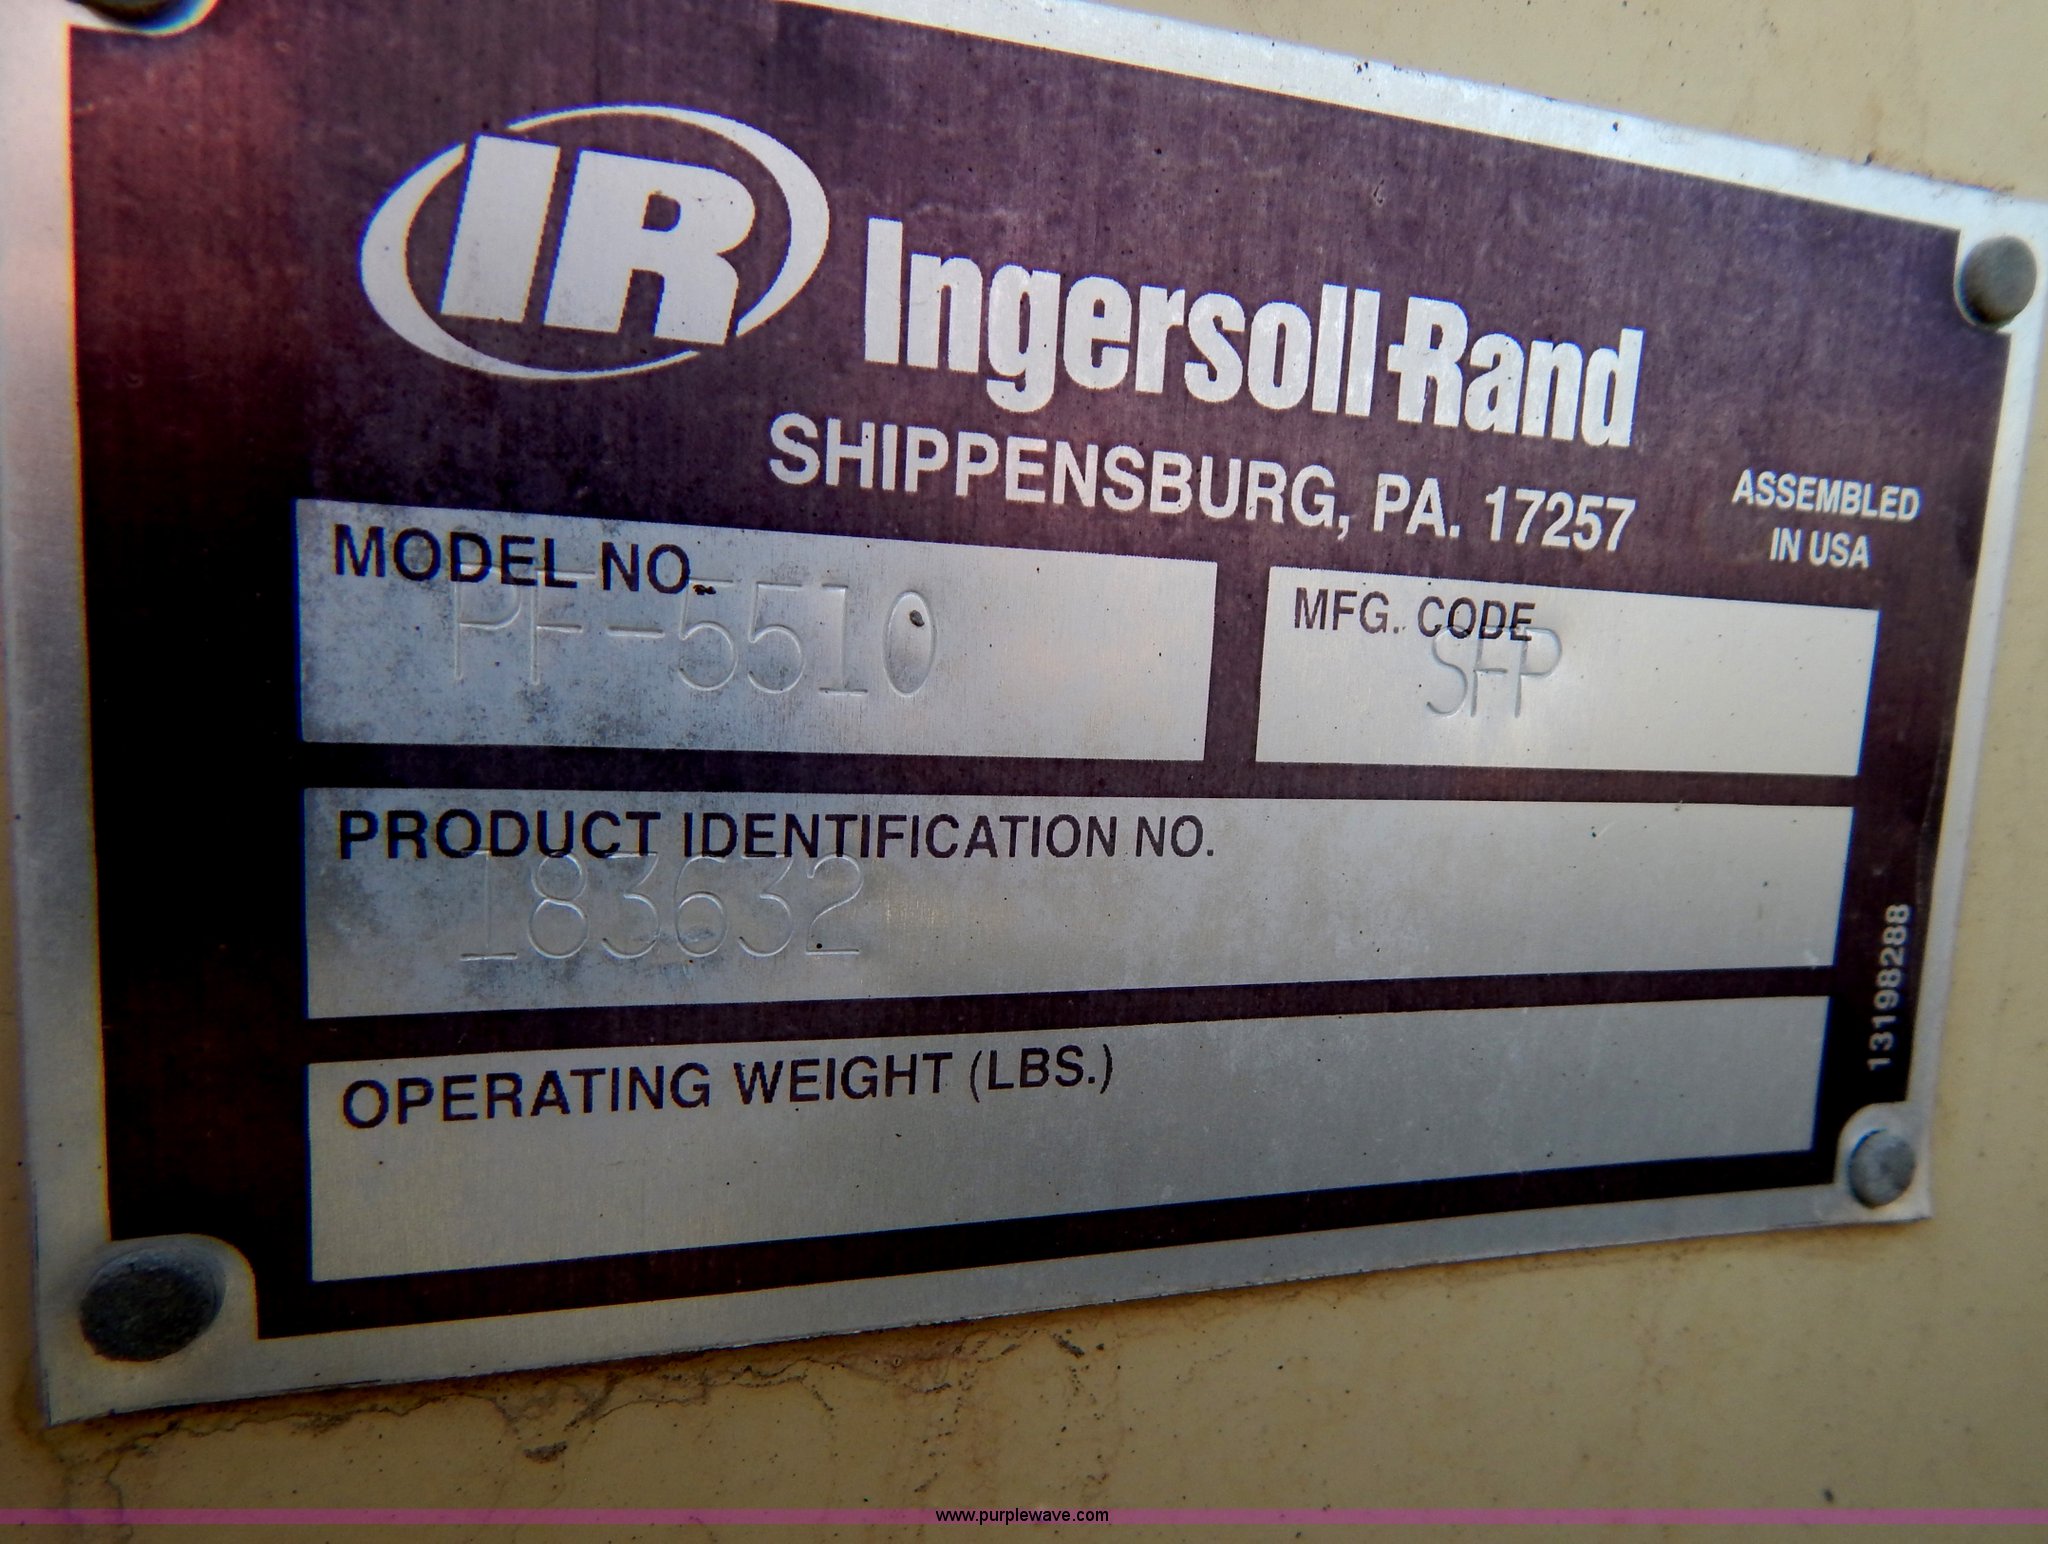 IR Ingersoll-Rand
SHIPPENSBURG, PA. 17257
ASSEMBLED
IN USA
MODEL NO.
PF-5510
MFG. CODE
SFP
PRODUCT IDENTIFICATION NO.
183632
OPERATING WEIGHT (LBS.)
13198288
www.purplewave.com